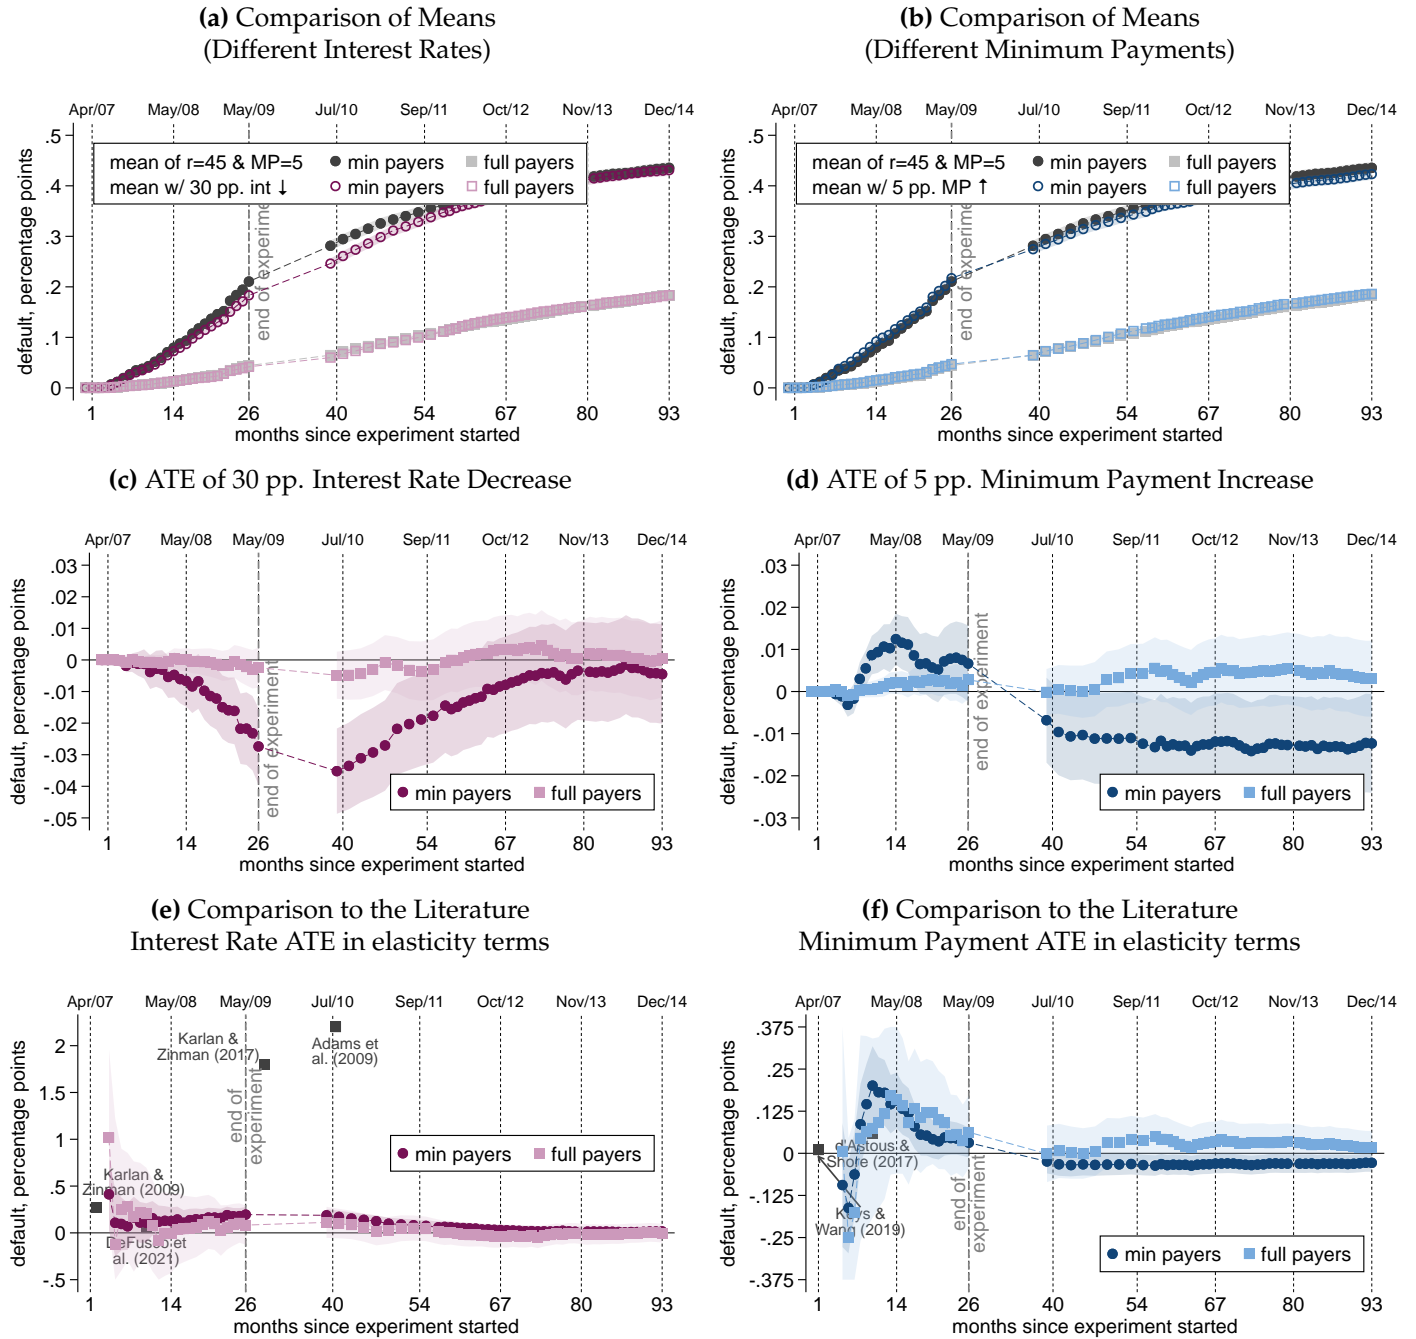 (a) Comparison of Means
(Different Interest Rates)
Apr/07 May/08 May/09 Jul/10 Sep/11 Oct/12 Nov/13 Dec/14
.5
.4
.3
.2
.1
0
default, percentage points
mean of r=45 & MP=5 min payers full payers
mean w/ 30 pp. int ↓ min payers full payers
end of experiment
1 14 26 40 54 67 80 93
months since experiment started
(b) Comparison of Means
(Different Minimum Payments)
Apr/07 May/08 May/09 Jul/10 Sep/11 Oct/12 Nov/13 Dec/14
.5
.4
.3
.2
.1
0
default, percentage points
mean of r=45 & MP=5 min payers full payers
mean w/ 5 pp. MP ↑ min payers full payers
end of experiment
1 14 26 40 54 67 80 93
months since experiment started
(c) ATE of 30 pp. Interest Rate Decrease
Apr/07 May/08 May/09 Jul/10 Sep/11 Oct/12 Nov/13 Dec/14
.03
.02
.01
0
-.01
-.02
-.03
-.04
-.05
default, percentage points
end of experiment
min payers full payers
1 14 26 40 54 67 80 93
months since experiment started
(d) ATE of 5 pp. Minimum Payment Increase
Apr/07 May/08 May/09 Jul/10 Sep/11 Oct/12 Nov/13 Dec/14
.03
.02
.01
0
-.01
-.02
-.03
default, percentage points
end of experiment
min payers full payers
1 14 26 40 54 67 80 93
months since experiment started
(e) Comparison to the Literature
Interest Rate ATE in elasticity terms
Apr/07 May/08 May/09 Jul/10 Sep/11 Oct/12 Nov/13 Dec/14
2
1.5
1
.5
0
-.5
default, percentage points
Karlan &
Zinman (2017)
Adams et
al. (2009)
end of
experiment
Karlan &
Zinman (2009)
DeFusco et
al. (2021)
min payers full payers
1 14 26 40 54 67 80 93
months since experiment started
(f) Comparison to the Literature
Minimum Payment ATE in elasticity terms
Apr/07 May/08 May/09 Jul/10 Sep/11 Oct/12 Nov/13 Dec/14
.375
.25
.125
0
-.125
-.25
-.375
default, percentage points
d'Astous &
Shore (2017)
Keys &
Wang (2019)
end of
experiment
min payers full payers
1 14 26 40 54 67 80 93
months since experiment started